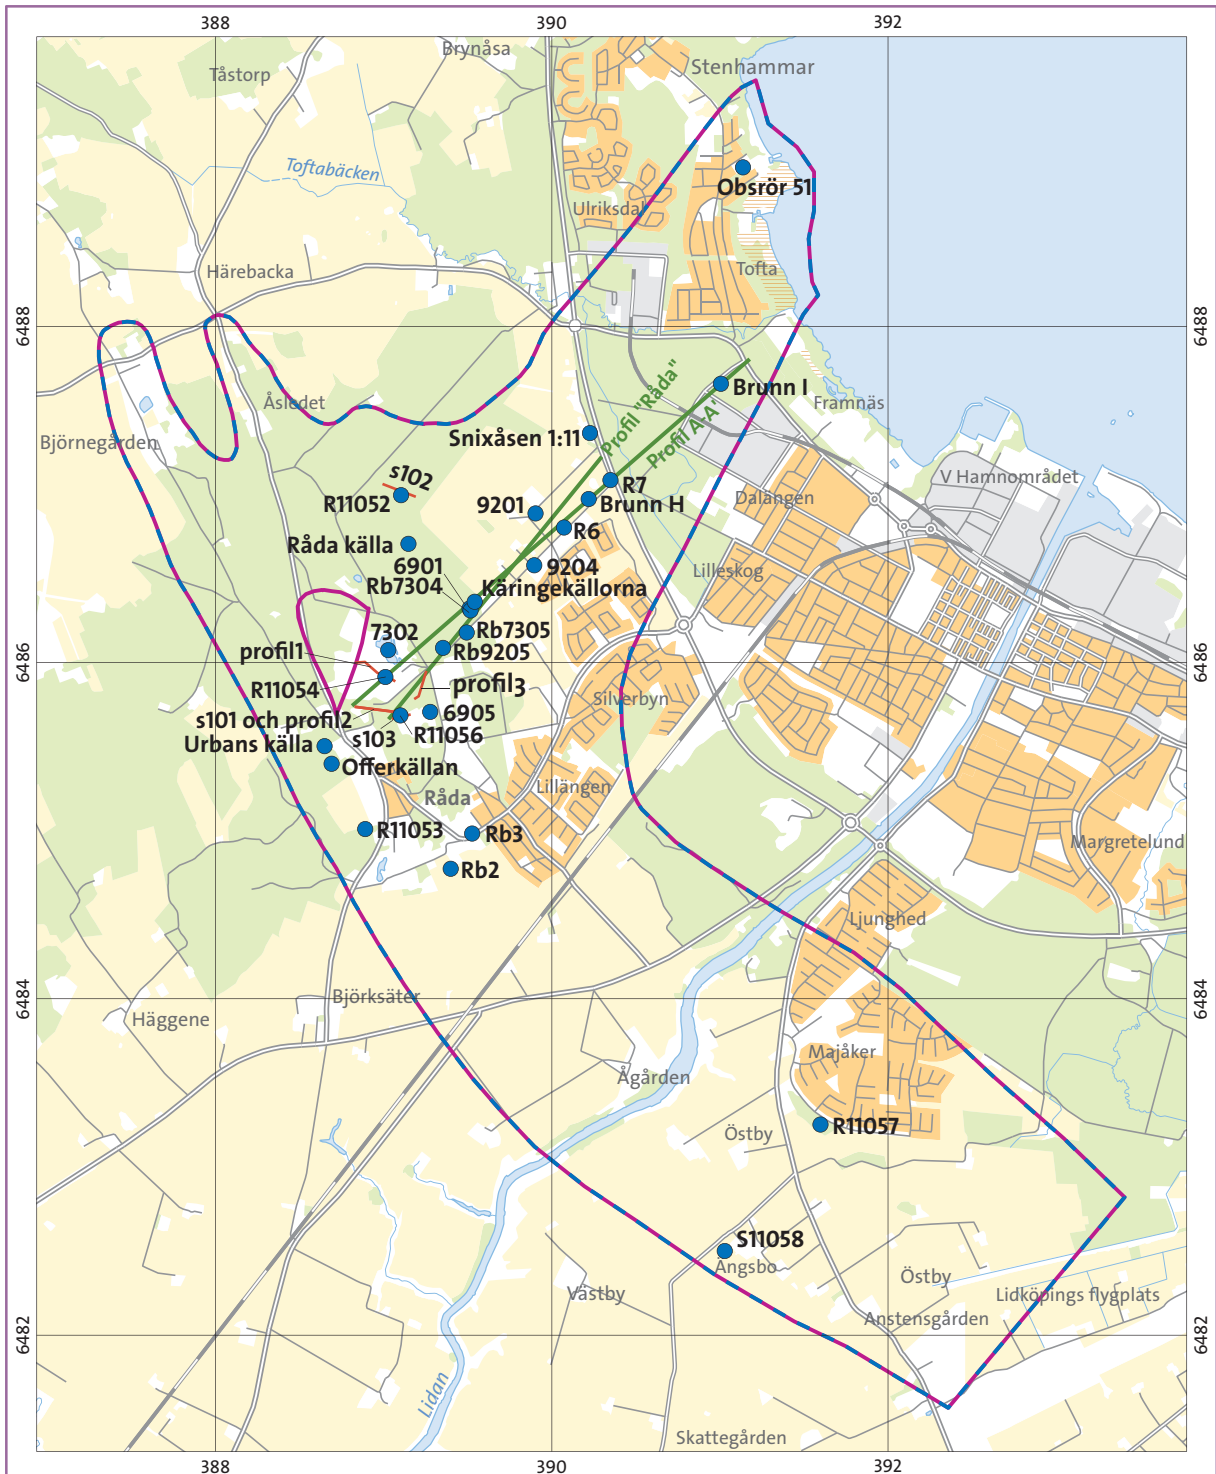 388
390
392
Brynåsa
Stenhammar
Tåstorp
Toftabäcken
Obsrör 51
Ulriksdal
Tofta
Härebacka
6488
6488
Profil "Råda"
Brunn I
Framnäs
Åsledet
Profil A-A'
Björnegården
Snixåsen 1:11
s102
V Hamnområdet
R7
Dalängen
R11052
9201
Brunn H
R6
Råda källa
6901
9204
Lilleskog
Rb7304
Käringekällorna
7302
Rb7305
profil1
Rb9205
6486
6486
R11054
profil3
Silverbyn
s101 och profil2
6905
s103
R11056
Urbans källa
Offerkällan
Lillängen
Råda
R11053
Rb3
Margretelund
Rb2
Ljunghed
Björksäter
6484
6484
Häggene
Majåker
Ågården
Östby
R11057
S11058
Ängsbo
Östby
Västby
Lidköpings flygplats
Anstensgården
6482
6482
Lidan
Skattegården
388
390
392